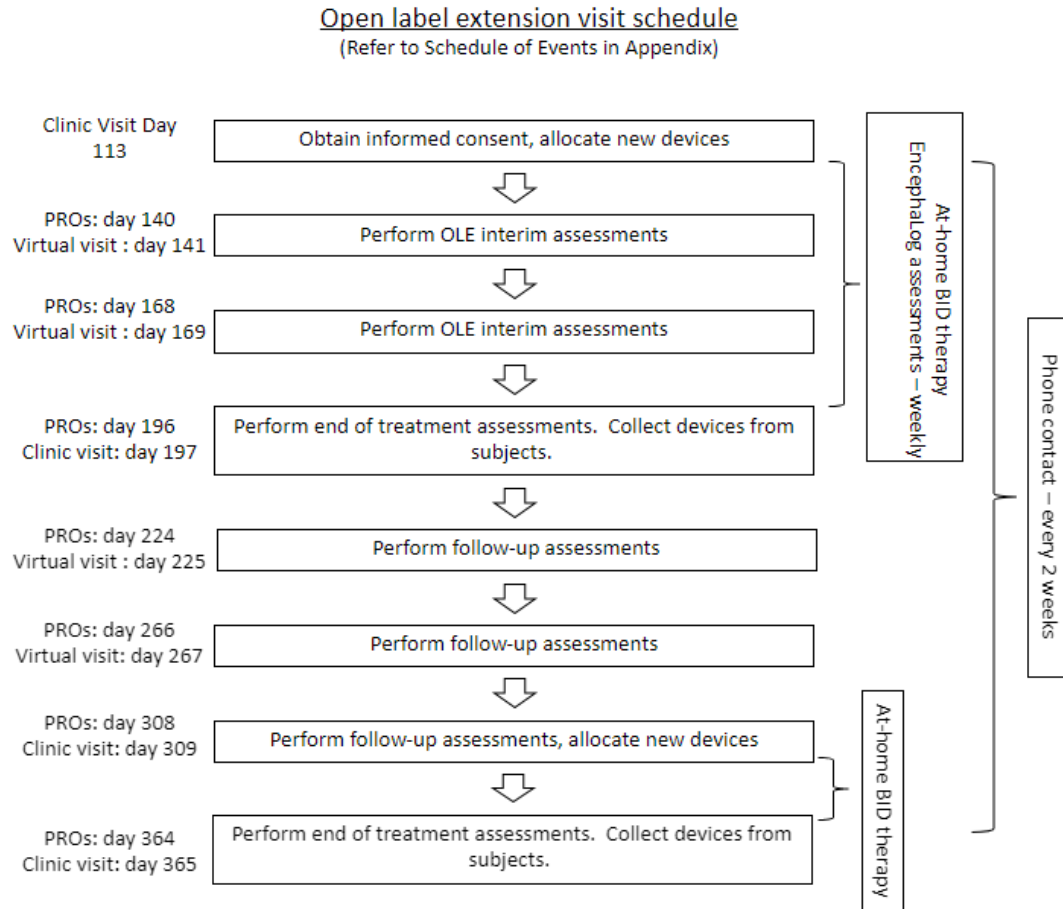 Open label extension visit schedule
(Refer to Schedule of Events in Appendix)
Clinic Visit Day
113
Obtain informed consent, allocate new devices
PROs: day 140
Virtual visit : day 141
Perform OLE interim assessments
PROs: day 168
Virtual visit : day 169
Perform OLE interim assessments
PROs: day 196
Clinic visit: day 197
Perform end of treatment assessments.  Collect devices from
subjects.
PROs: day 224
Virtual visit : day 225
Perform follow-up assessments
PROs: day 266
Virtual visit: day 267
Perform follow-up assessments
PROs: day 308
Clinic visit: day 309
Perform follow-up assessments, allocate new devices
PROs: day 364
Clinic visit: day 365
Perform end of treatment assessments.  Collect devices from
subjects.
At-home BID therapy
EncephaLog assessments – weekly
At-home BID therapy
Phone contact – every 2 weeks